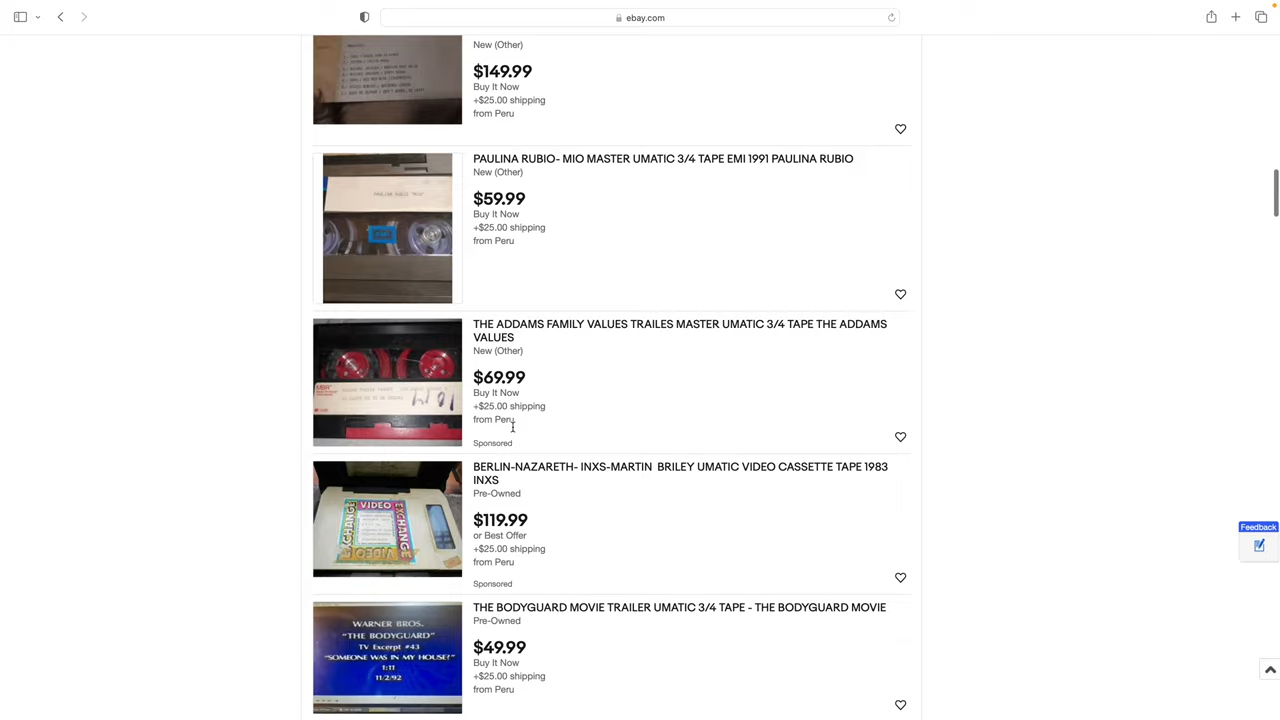 ebay.com
New (Other)
$149.99
Buy It Now
+$25.00 shipping
from Peru
PAULINA RUBIO- MIO MASTER UMATIC 3/4 TAPE EMI 1991 PAULINA RUBIO
New (Other)
$59.99
Buy It Now
+$25.00 shipping
from Peru
THE ADDAMS FAMILY VALUES TRAILES MASTER UMATIC 3/4 TAPE THE ADDAMS
VALUES
New (Other)
$69.99
Buy It Now
+$25.00 shipping
from Peru
Sponsored
MBR
BERLIN-NAZARETH- INXS-MARTIN BRILEY UMATIC VIDEO CASSETTE TAPE 1983
INXS
Pre-Owned
$119.99
or Best Offer
+$25.00 shipping
from Peru
Sponsored
VIDEO
EXCHANGE
EXCHANGE
VIDEO
Feedback
THE BODYGUARD MOVIE TRAILER UMATIC 3/4 TAPE - THE BODYGUARD MOVIE
Pre-Owned
$49.99
Buy It Now
+$25.00 shipping
from Peru
WARNER BROS.
"THE BODYGUARD"
TV Excerpt #43
"SOMEONE WAS IN MY HOUSE!"
1:11
11/2/92